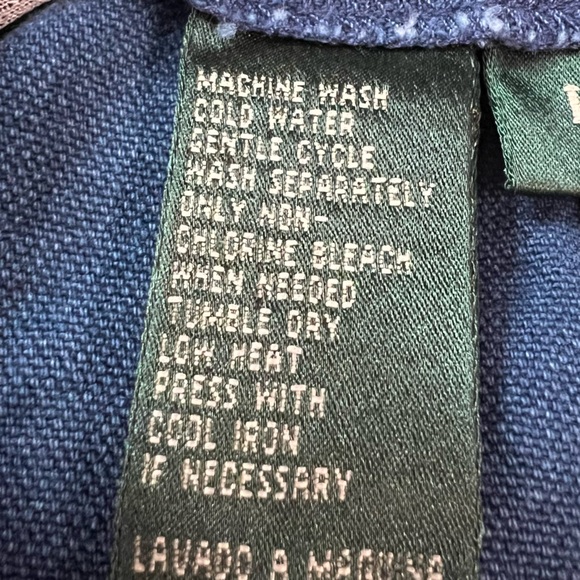 MACHINE WASH
COLD WATER
GENTLE CYCLE
WASH SEPARATELY
ONLY NON-
CHLORINE BLEACH
WHEN NEEDED
TUMBLE DRY
LOW HEAT
PRESS WITH
COOL IRON
IF NECESSARY
LAVADO A MAQUINA